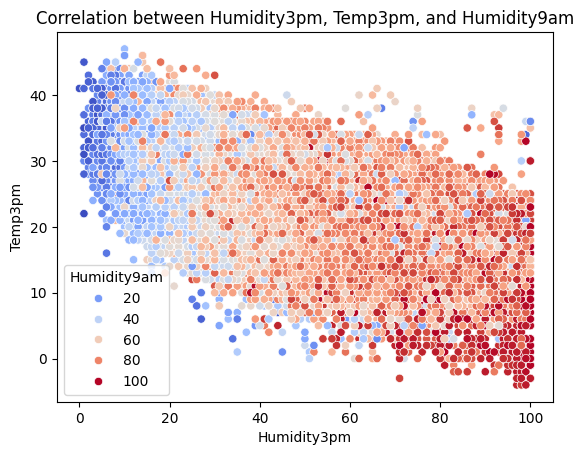 Correlation between Humidity3pm, Temp3pm, and Humidity9am
40
30
20
10
0
Temp3pm
Humidity9am
20
40
60
80
100
0 20 40 60 80 100
Humidity3pm